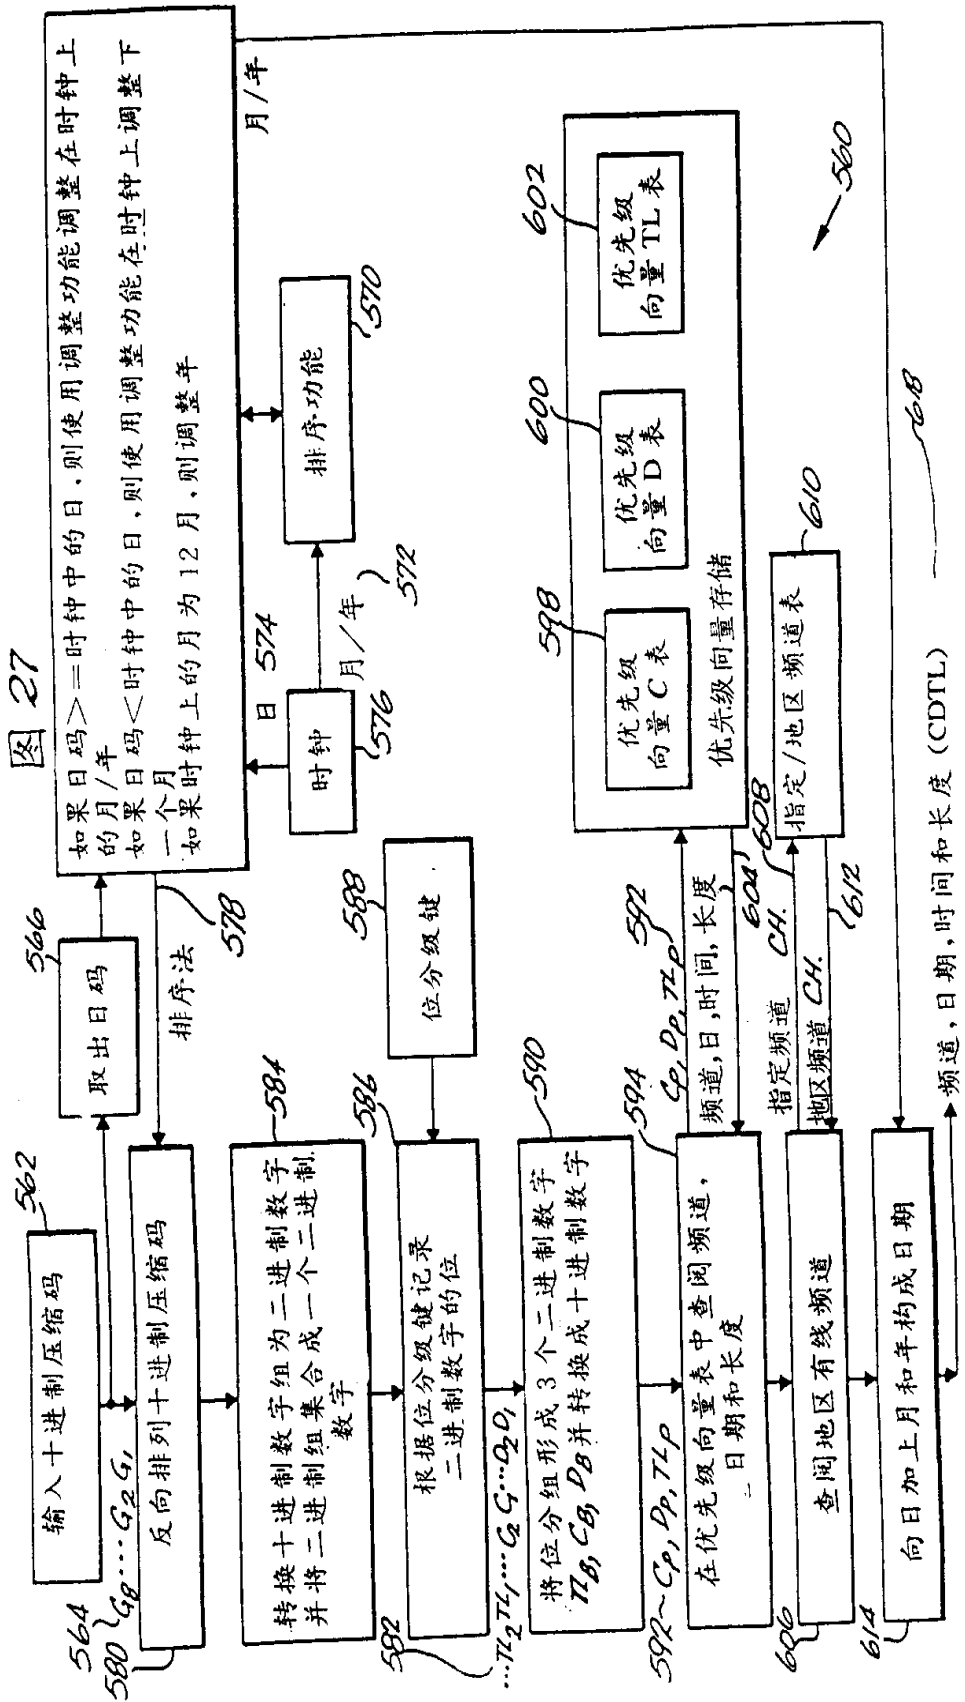 图 27
562
输入十进制压缩码
564
G8···G2 G1
566
取出日码
如果日码>=时钟中的日,则使用调整功能调整在时钟上
的月/年
如果日码<时钟中的日,则使用调整功能在时钟上调整下
一个月
如果时钟上的月为12月,则调整年
月/年
578
排序法
日 574
时钟
576
月/年
572
排序功能
570
580
反向排列十进制压缩码
584
转换十进制数字组为二进制数字
并将二进制组集合成一个二进制
数字
582
586
根据位分级键记录
二进制数字的位
588
位分级键
···TL2TL1···C2 C1···D2D1
590
将位分组形成3个二进制数字
TLB, CB, DB并转换成十进制数字
592~CP, DP, TLP
594
在优先级向量表中查阅频道,
日期和长度
CP, DP, TLP
592
频道,日,时间,长度
604
598
优先级
向量C表
600
优先级
向量D表
602
优先级
向量TL表
优先级向量存储
560
606
查阅地区有线频道
指定频道 CH.
608
地区频道 CH.
612
610
指定/地区频道表
614
向日加上月和年构成日期
618
频道,日期,时间和长度(CDTL)